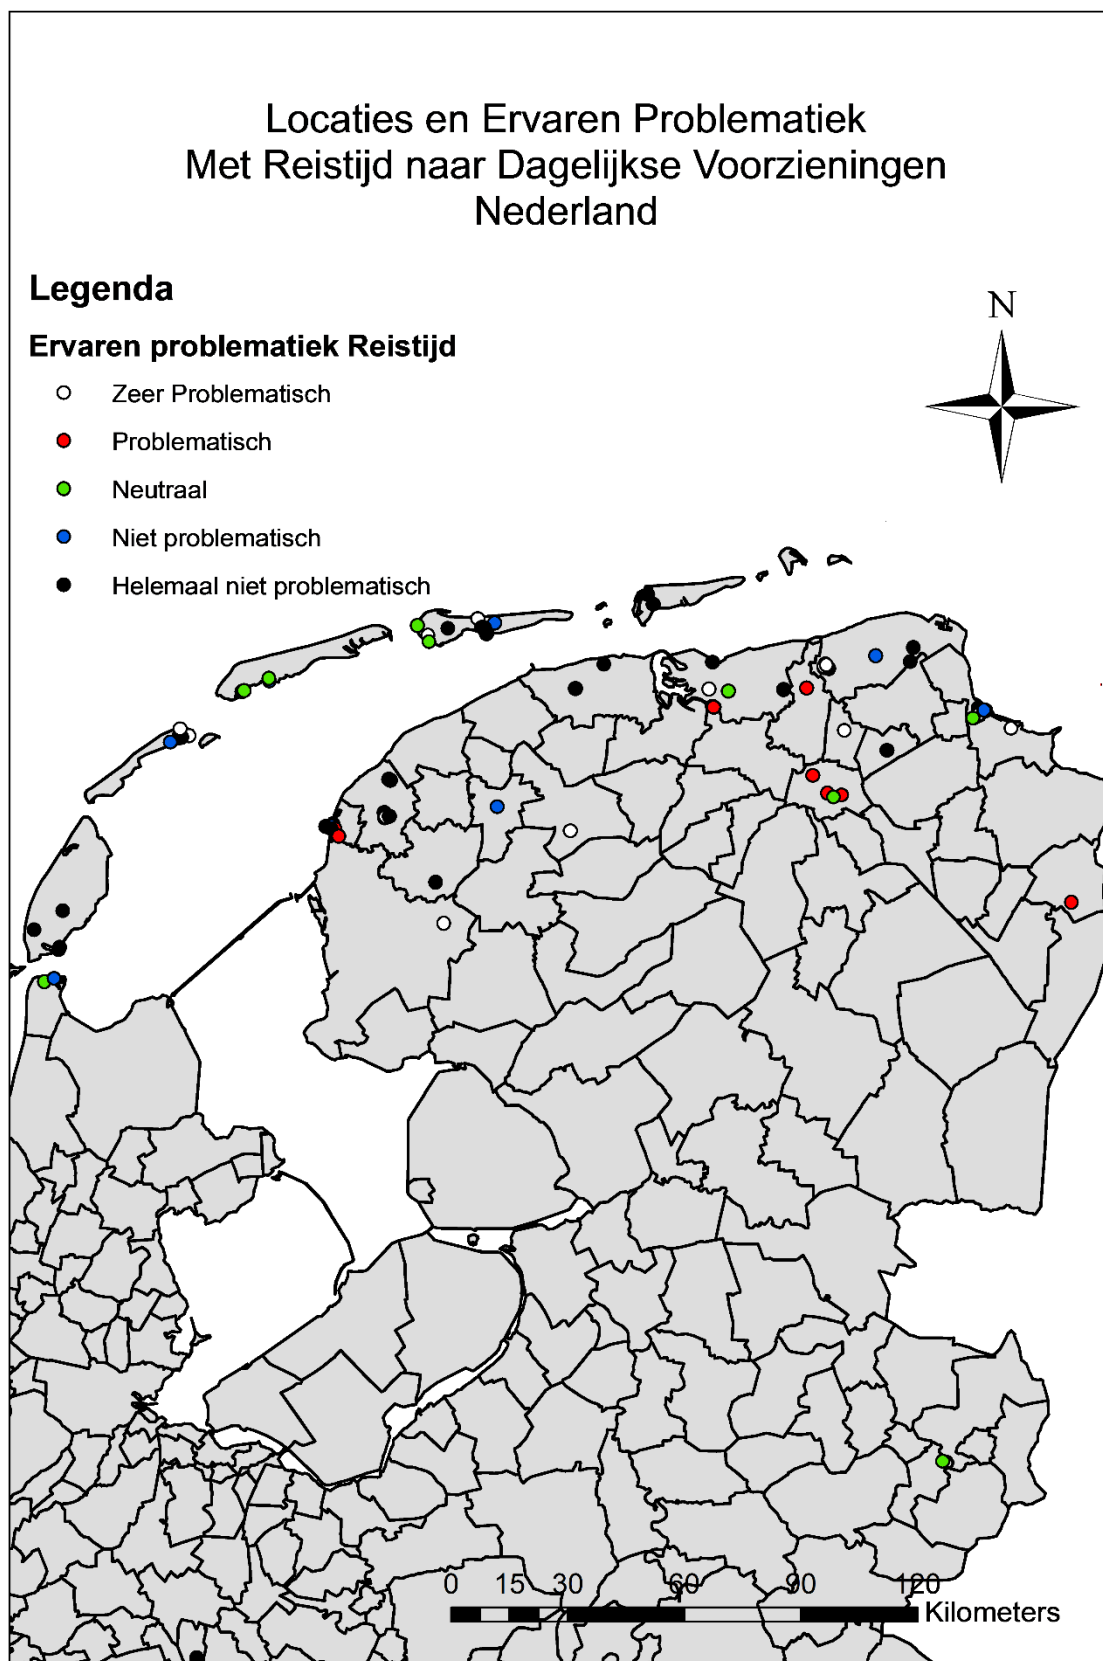 Locaties en Ervaren Problematiek
Met Reistijd naar Dagelijkse Voorzieningen
Nederland
Legenda
N
Ervaren problematiek Reistijd
Zeer Problematisch
Problematisch
Neutraal
Niet problematisch
Helemaal niet problematisch
0 15 30 60 90 120
Kilometers